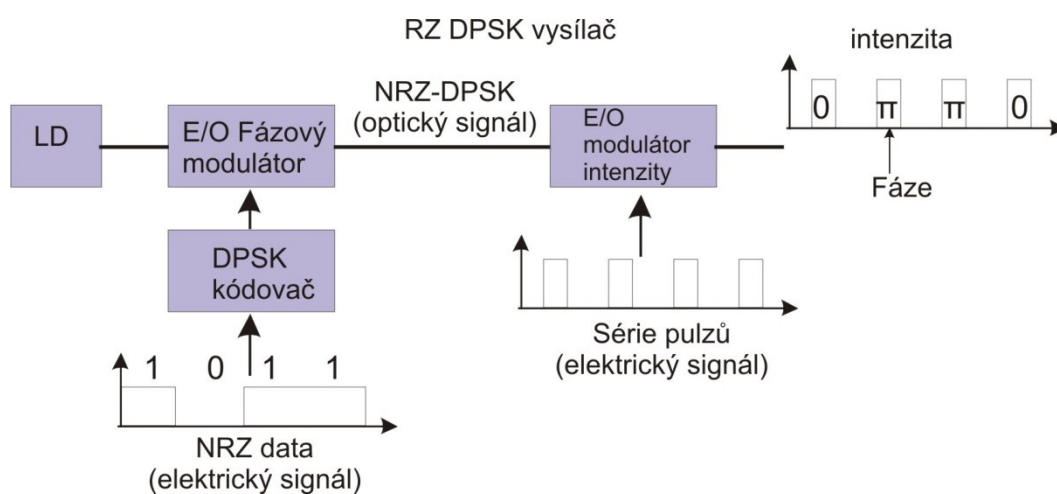 RZ DPSK vysílač
intenzita
NRZ-DPSK
(optický signál)
LD
E/O Fázový
modulátor
E/O
modulátor
intenzity
0 π π 0
Fáze
DPSK
kódovač
Série pulzů
(elektrický signál)
1 0 1 1
NRZ data
(elektrický signál)